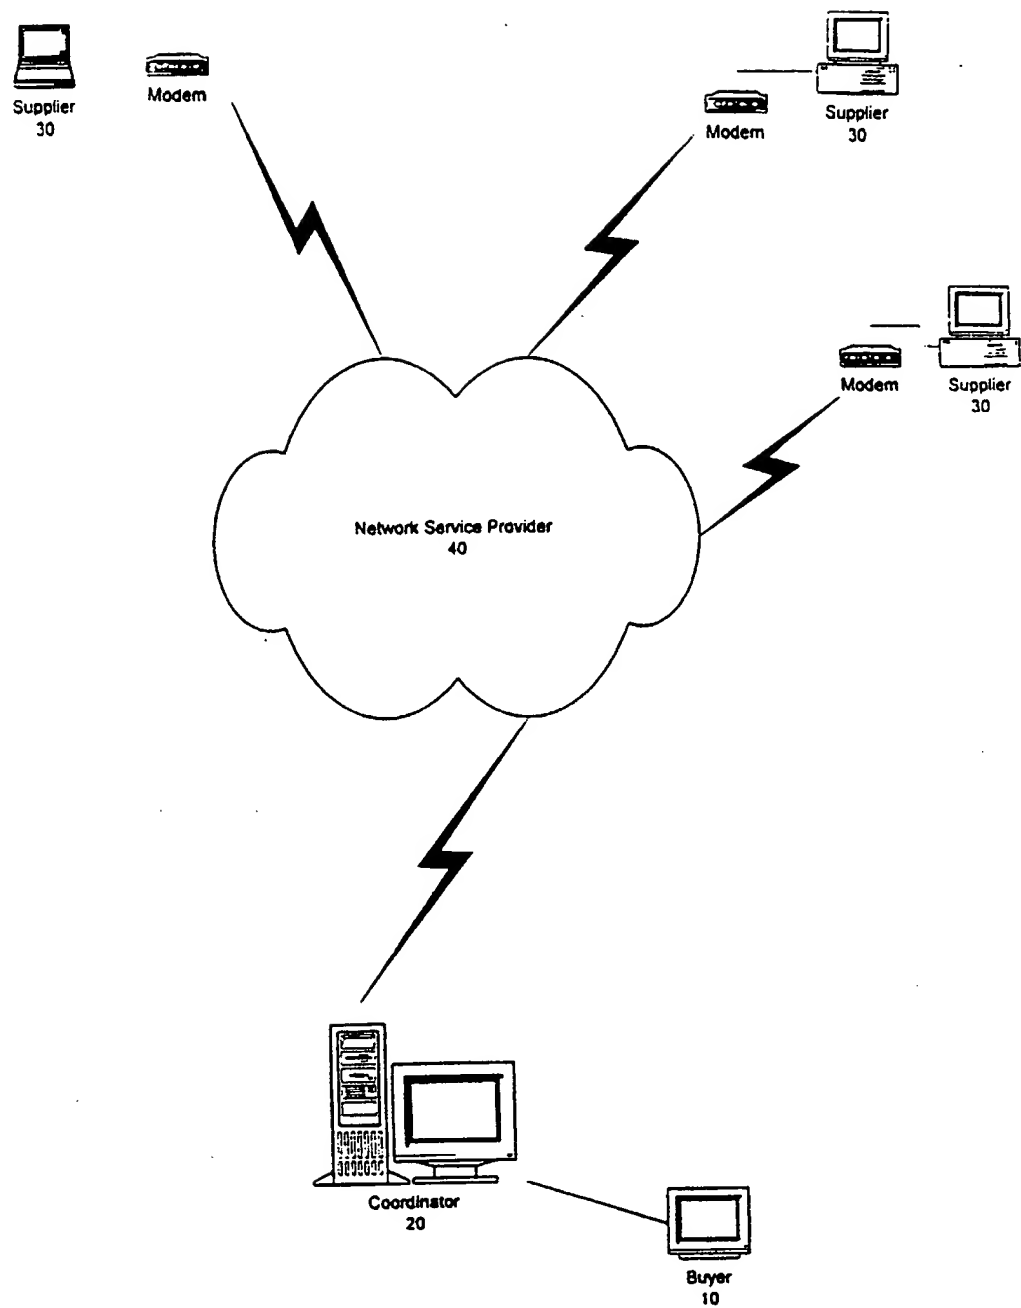 Supplier
30
Modem
Modem
Supplier
30
Modem
Supplier
30
Network Service Provider
40
Coordinator
20
Buyer
10